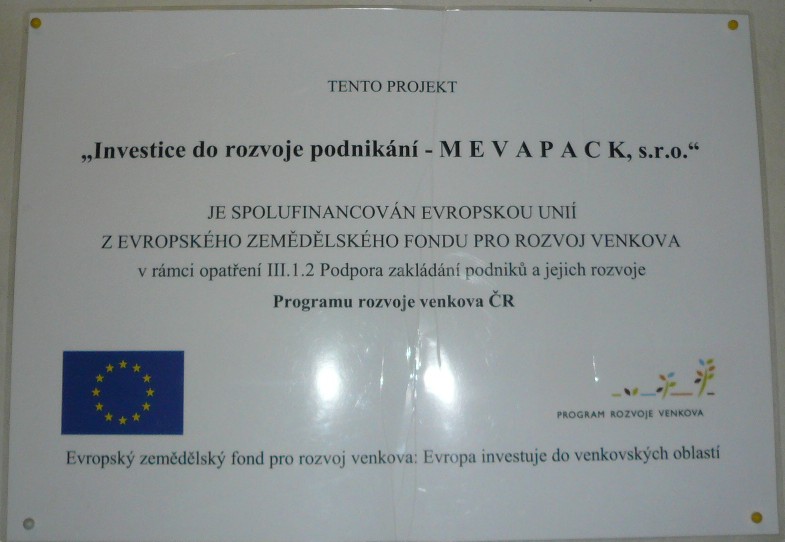 TENTO PROJEKT
„Investice do rozvoje podnikání - M E V A P A C K, s.r.o.“
JE SPOLUFINANCOVÁN EVROPSKOU UNIÍ
Z EVROPSKÉHO ZEMĚDĚLSKÉHO FONDU PRO ROZVOJ VENKOVA
v rámci opatření III.1.2 Podpora zakládání podniků a jejich rozvoje
Programu rozvoje venkova ČR
PROGRAM ROZVOJE VENKOVA
Evropský zemědělský fond pro rozvoj venkova: Evropa investuje do venkovských oblastí